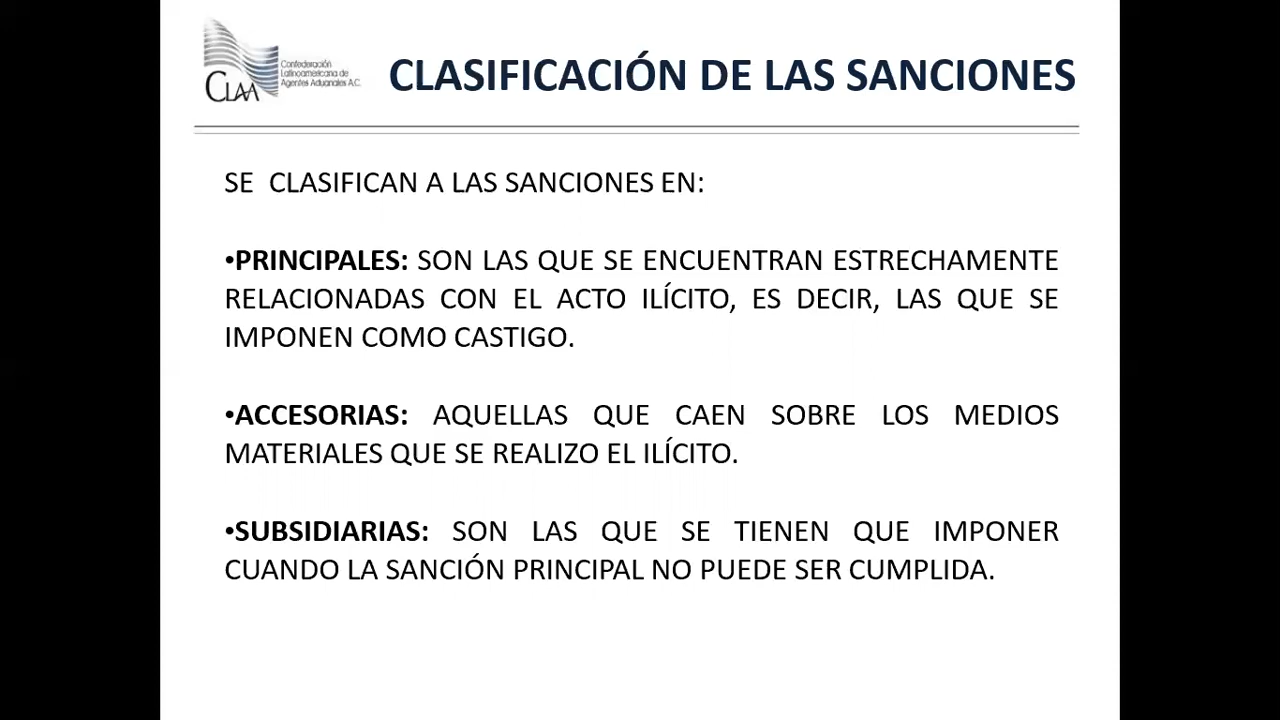 CLAA
Confederación
Latinoamericana de
Agentes Aduanales A.C.
CLASIFICACIÓN DE LAS SANCIONES
SE CLASIFICAN A LAS SANCIONES EN:
•PRINCIPALES: SON LAS QUE SE ENCUENTRAN ESTRECHAMENTE
RELACIONADAS CON EL ACTO ILÍCITO, ES DECIR, LAS QUE SE
IMPONEN COMO CASTIGO.
•ACCESORIAS: AQUELLAS QUE CAEN SOBRE LOS MEDIOS
MATERIALES QUE SE REALIZO EL ILÍCITO.
•SUBSIDIARIAS: SON LAS QUE SE TIENEN QUE IMPONER
CUANDO LA SANCIÓN PRINCIPAL NO PUEDE SER CUMPLIDA.